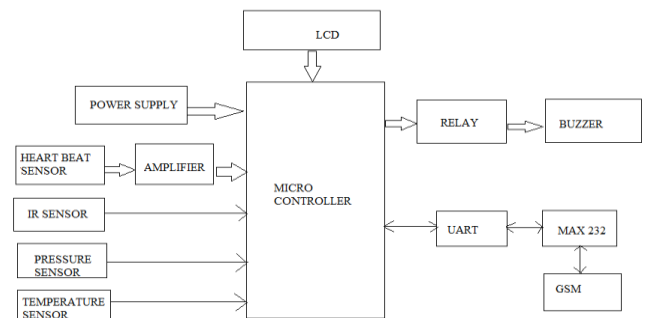 LCD
POWER SUPPLY
RELAY
BUZZER
HEART BEAT
SENSOR
AMPLIFIER
MICRO
CONTROLLER
IR SENSOR
UART
MAX 232
PRESSURE
SENSOR
GSM
TEMPERATURE
SENSOR